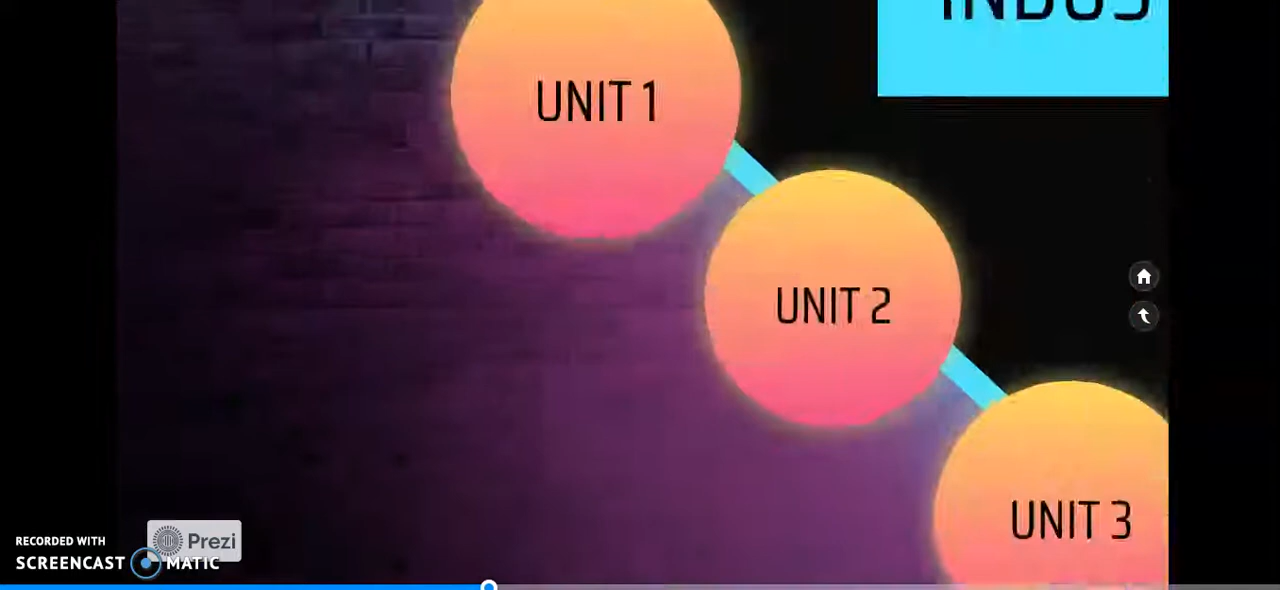 UNIT 1
UNIT 2
UNIT 3
Prezi
RECORDED WITH
SCREENCAST MATIC